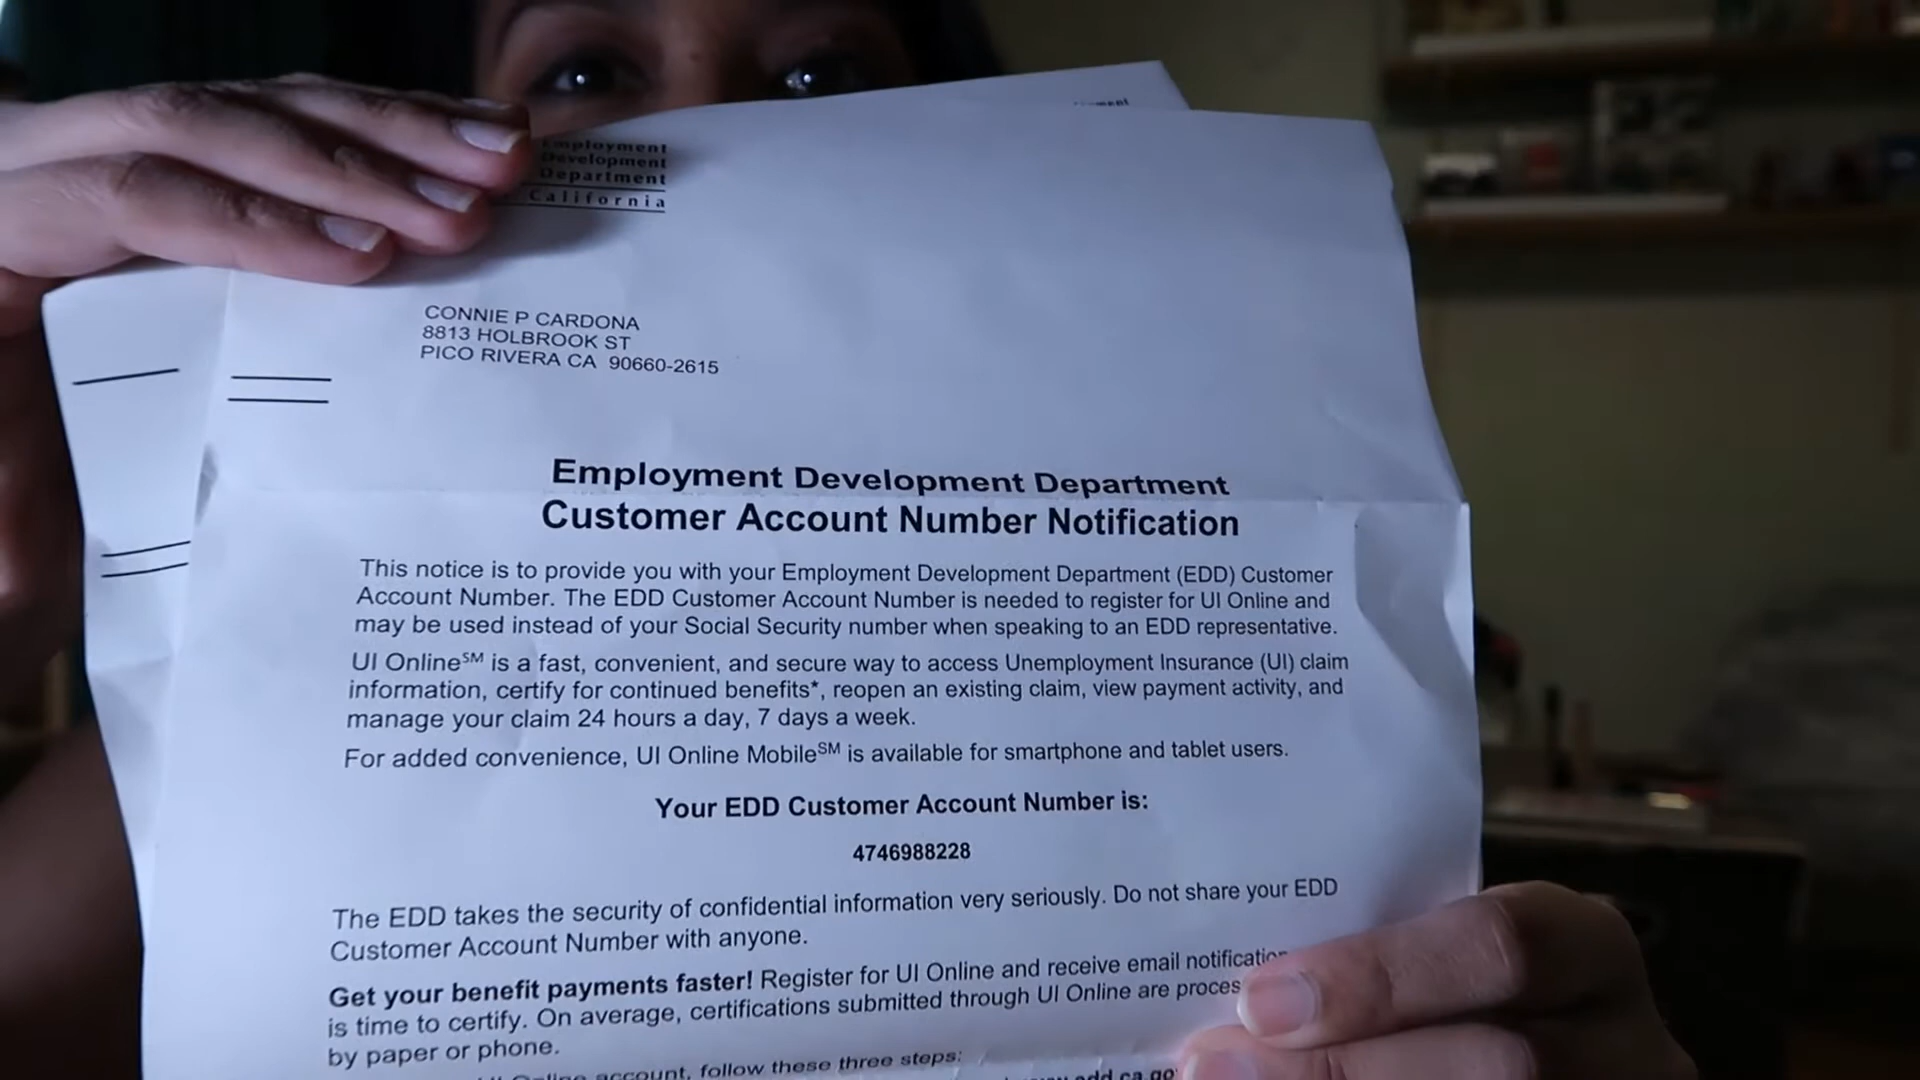 Employment
Development
Department
California
CONNIE P CARDONA
8813 HOLBROOK ST
PICO RIVERA CA 90660-2615
Employment Development Department
Customer Account Number Notification
This notice is to provide you with your Employment Development Department (EDD) Customer
Account Number. The EDD Customer Account Number is needed to register for UI Online and
may be used instead of your Social Security number when speaking to an EDD representative.
UI Online℠ is a fast, convenient, and secure way to access Unemployment Insurance (UI) claim
information, certify for continued benefits*, reopen an existing claim, view payment activity, and
manage your claim 24 hours a day, 7 days a week.
For added convenience, UI Online Mobile℠ is available for smartphone and tablet users.
Your EDD Customer Account Number is:
4746988228
The EDD takes the security of confidential information very seriously. Do not share your EDD
Customer Account Number with anyone.
Get your benefit payments faster! Register for UI Online and receive email
is time to certify. On average, certifications submitted through UI Online are
by paper or phone.
account, follow these three steps: